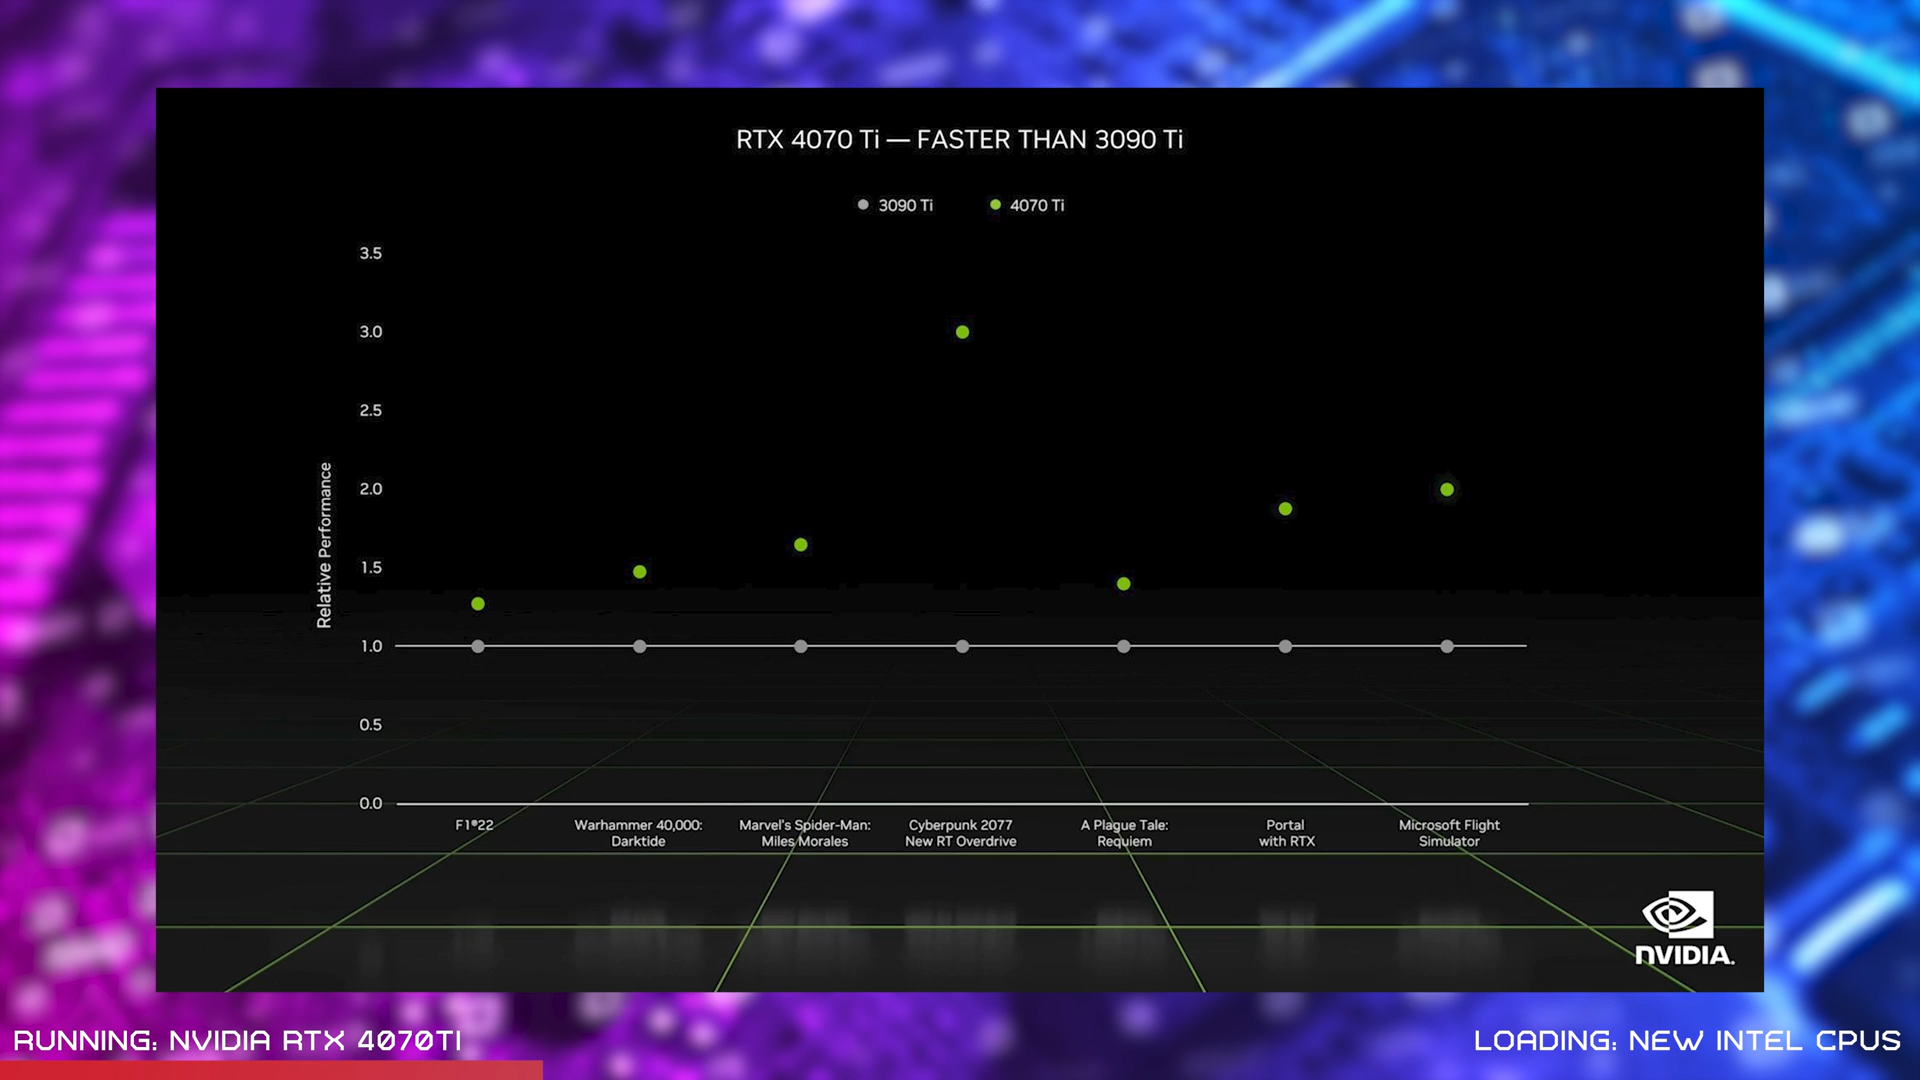 RTX 4070 Ti — FASTER THAN 3090 Ti
3090 Ti
4070 Ti
3.5
3.0
2.5
2.0
1.5
1.0
0.5
0.0
Relative Performance
F1®22
Warhammer 40,000:
Darktide
Marvel's Spider-Man:
Miles Morales
Cyberpunk 2077
New RT Overdrive
A Plague Tale:
Requiem
Portal
with RTX
Microsoft Flight
Simulator
NVIDIA.
RUNNING: NVIDIA RTX 4070TI
LOADING: NEW INTEL CPUS